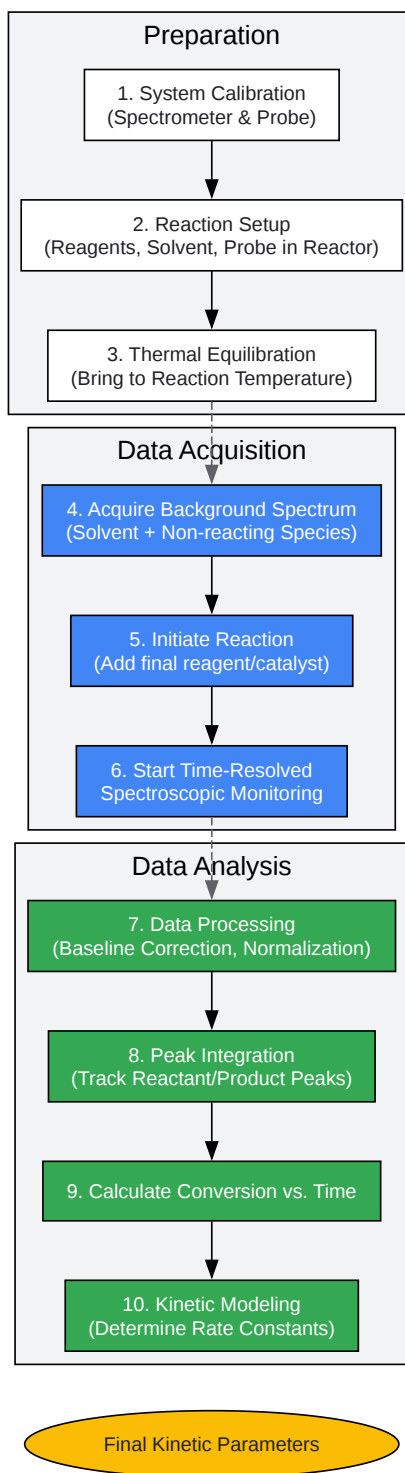 Preparation
1. System Calibration
(Spectrometer & Probe)
2. Reaction Setup
(Reagents, Solvent, Probe in Reactor)
3. Thermal Equilibration
(Bring to Reaction Temperature)
Data Acquisition
4. Acquire Background Spectrum
(Solvent + Non-reacting Species)
5. Initiate Reaction
(Add final reagent/catalyst)
6. Start Time-Resolved
Spectroscopic Monitoring
Data Analysis
7. Data Processing
(Baseline Correction, Normalization)
8. Peak Integration
(Track Reactant/Product Peaks)
9. Calculate Conversion vs. Time
10. Kinetic Modeling
(Determine Rate Constants)
Final Kinetic Parameters